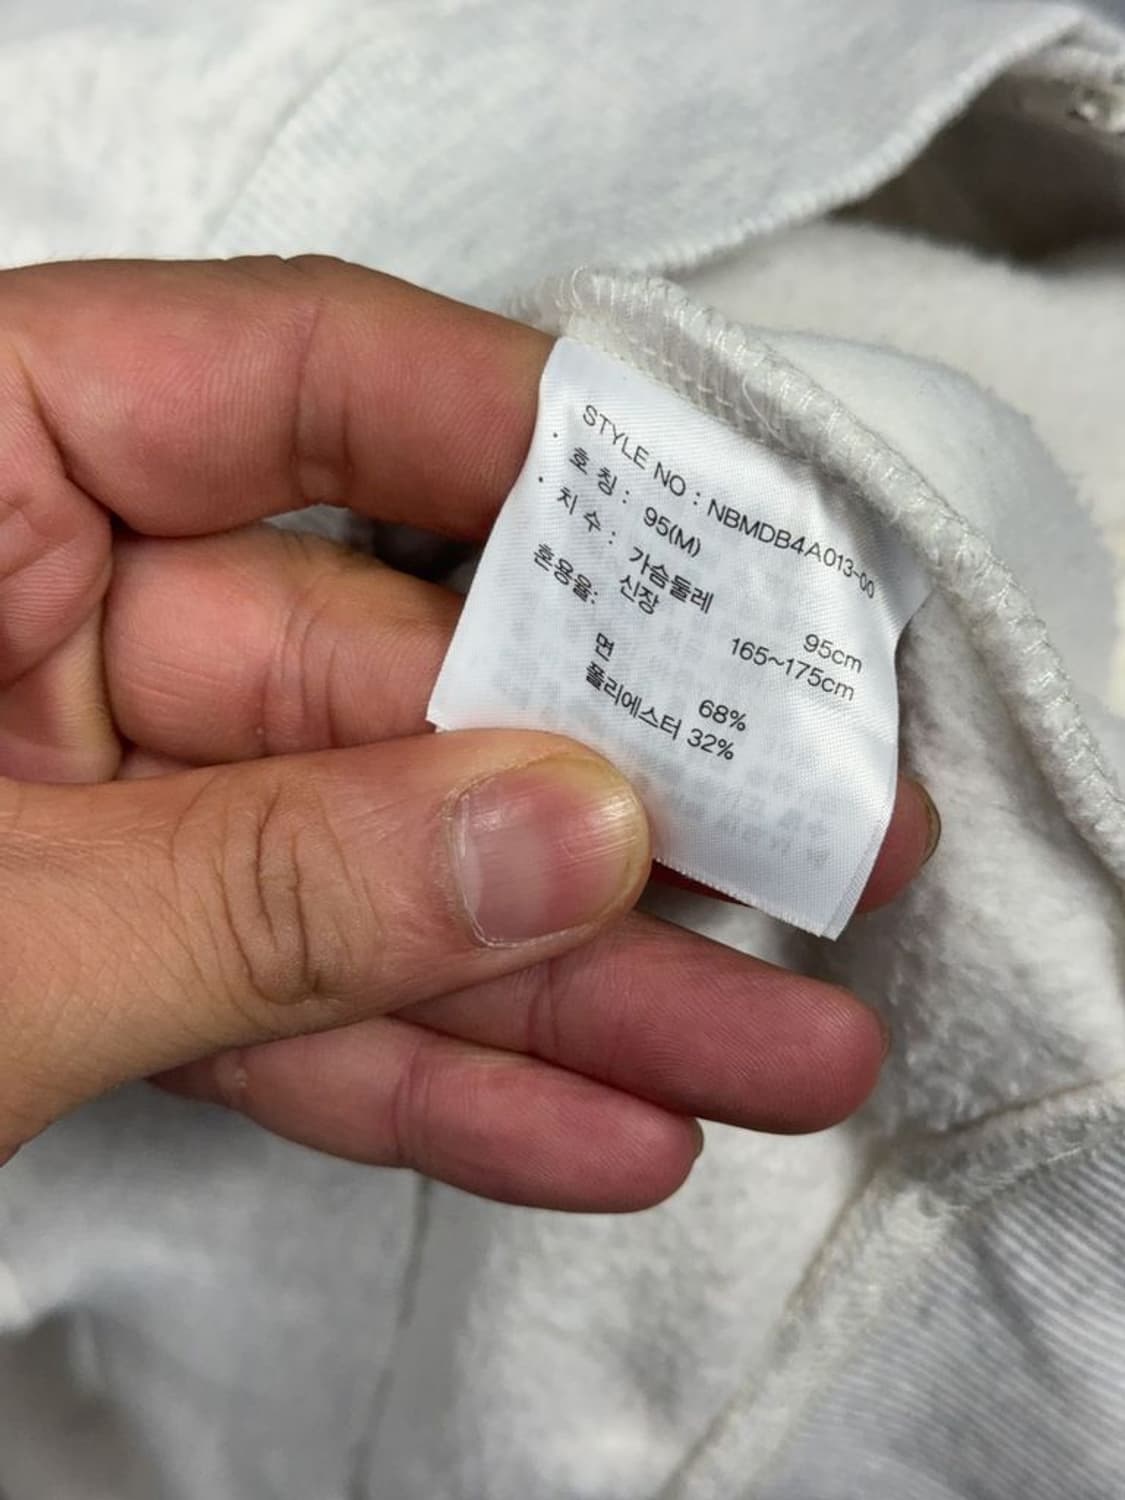 STYLE NO : NBMDB4A013-00
· 호 칭 : 95(M)
· 치 수 : 가슴둘레 95cm
신장 165~175cm
혼용율:
면 68%
폴리에스터 32%